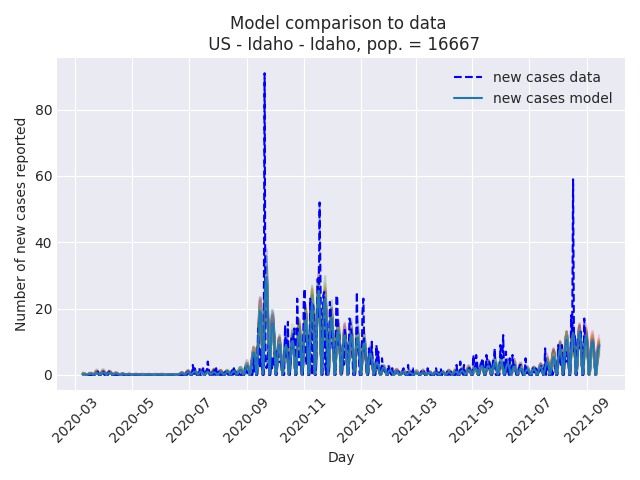 Model comparison to data
US - Idaho - Idaho, pop. = 16667
new cases data
new cases model
Number of new cases reported
80
60
40
20
0
2020-03
2020-05
2020-07
2020-09
2020-11
2021-01
2021-03
2021-05
2021-07
2021-09
Day